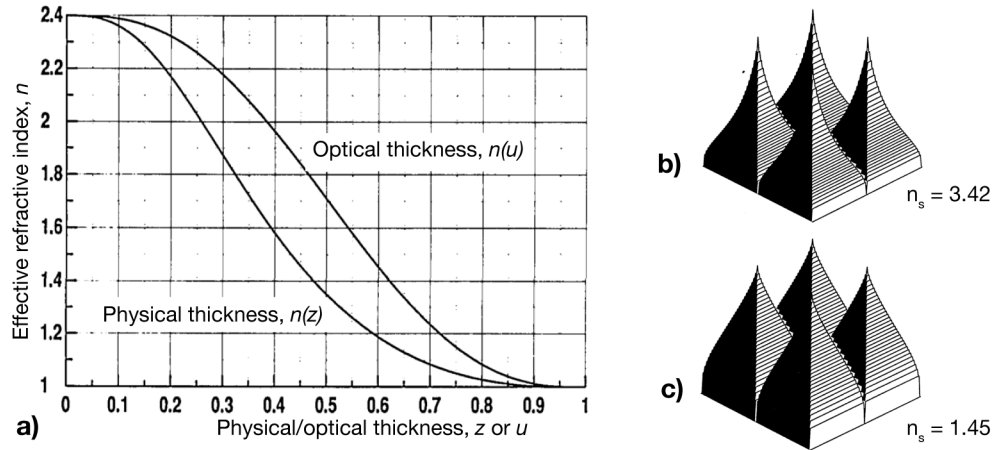 2.4
2.2
2
1.8
1.6
1.4
1.2
1
Effective refractive index, n
Optical thickness, n(u)
Physical thickness, n(z)
0 0.1 0.2 0.3 0.4 0.5 0.6 0.7 0.8 0.9 1
Physical/optical thickness, z or u
a)
b)
n_s = 3.42
c)
n_s = 1.45